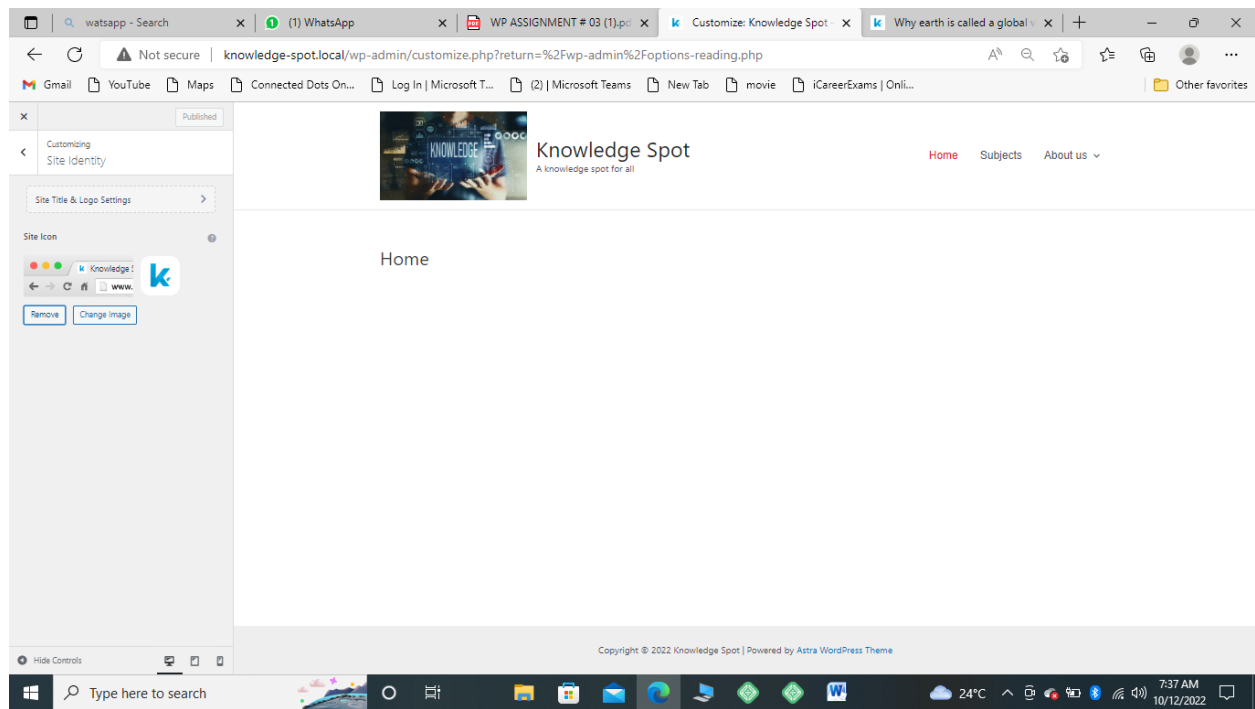 watsapp - Search
(1) WhatsApp
WP ASSIGNMENT # 03 (1).pd
Customize: Knowledge Spot -
Why earth is called a global v
Not secure | knowledge-spot.local/wp-admin/customize.php?return=%2Fwp-admin%2Foptions-reading.php
Gmail YouTube Maps Connected Dots On... Log In | Microsoft T... (2) | Microsoft Teams New Tab movie iCareerExams | Onli... Other favorites
Published
Customizing
Site Identity
Site Title & Logo Settings
Site Icon
Knowledge S
www.
Remove Change Image
KNOWLEDGE
Knowledge Spot
A knowledge spot for all
Home Subjects About us
Home
Copyright © 2022 Knowledge Spot | Powered by Astra WordPress Theme
Hide Controls
Type here to search
24°C
7:37 AM
10/12/2022